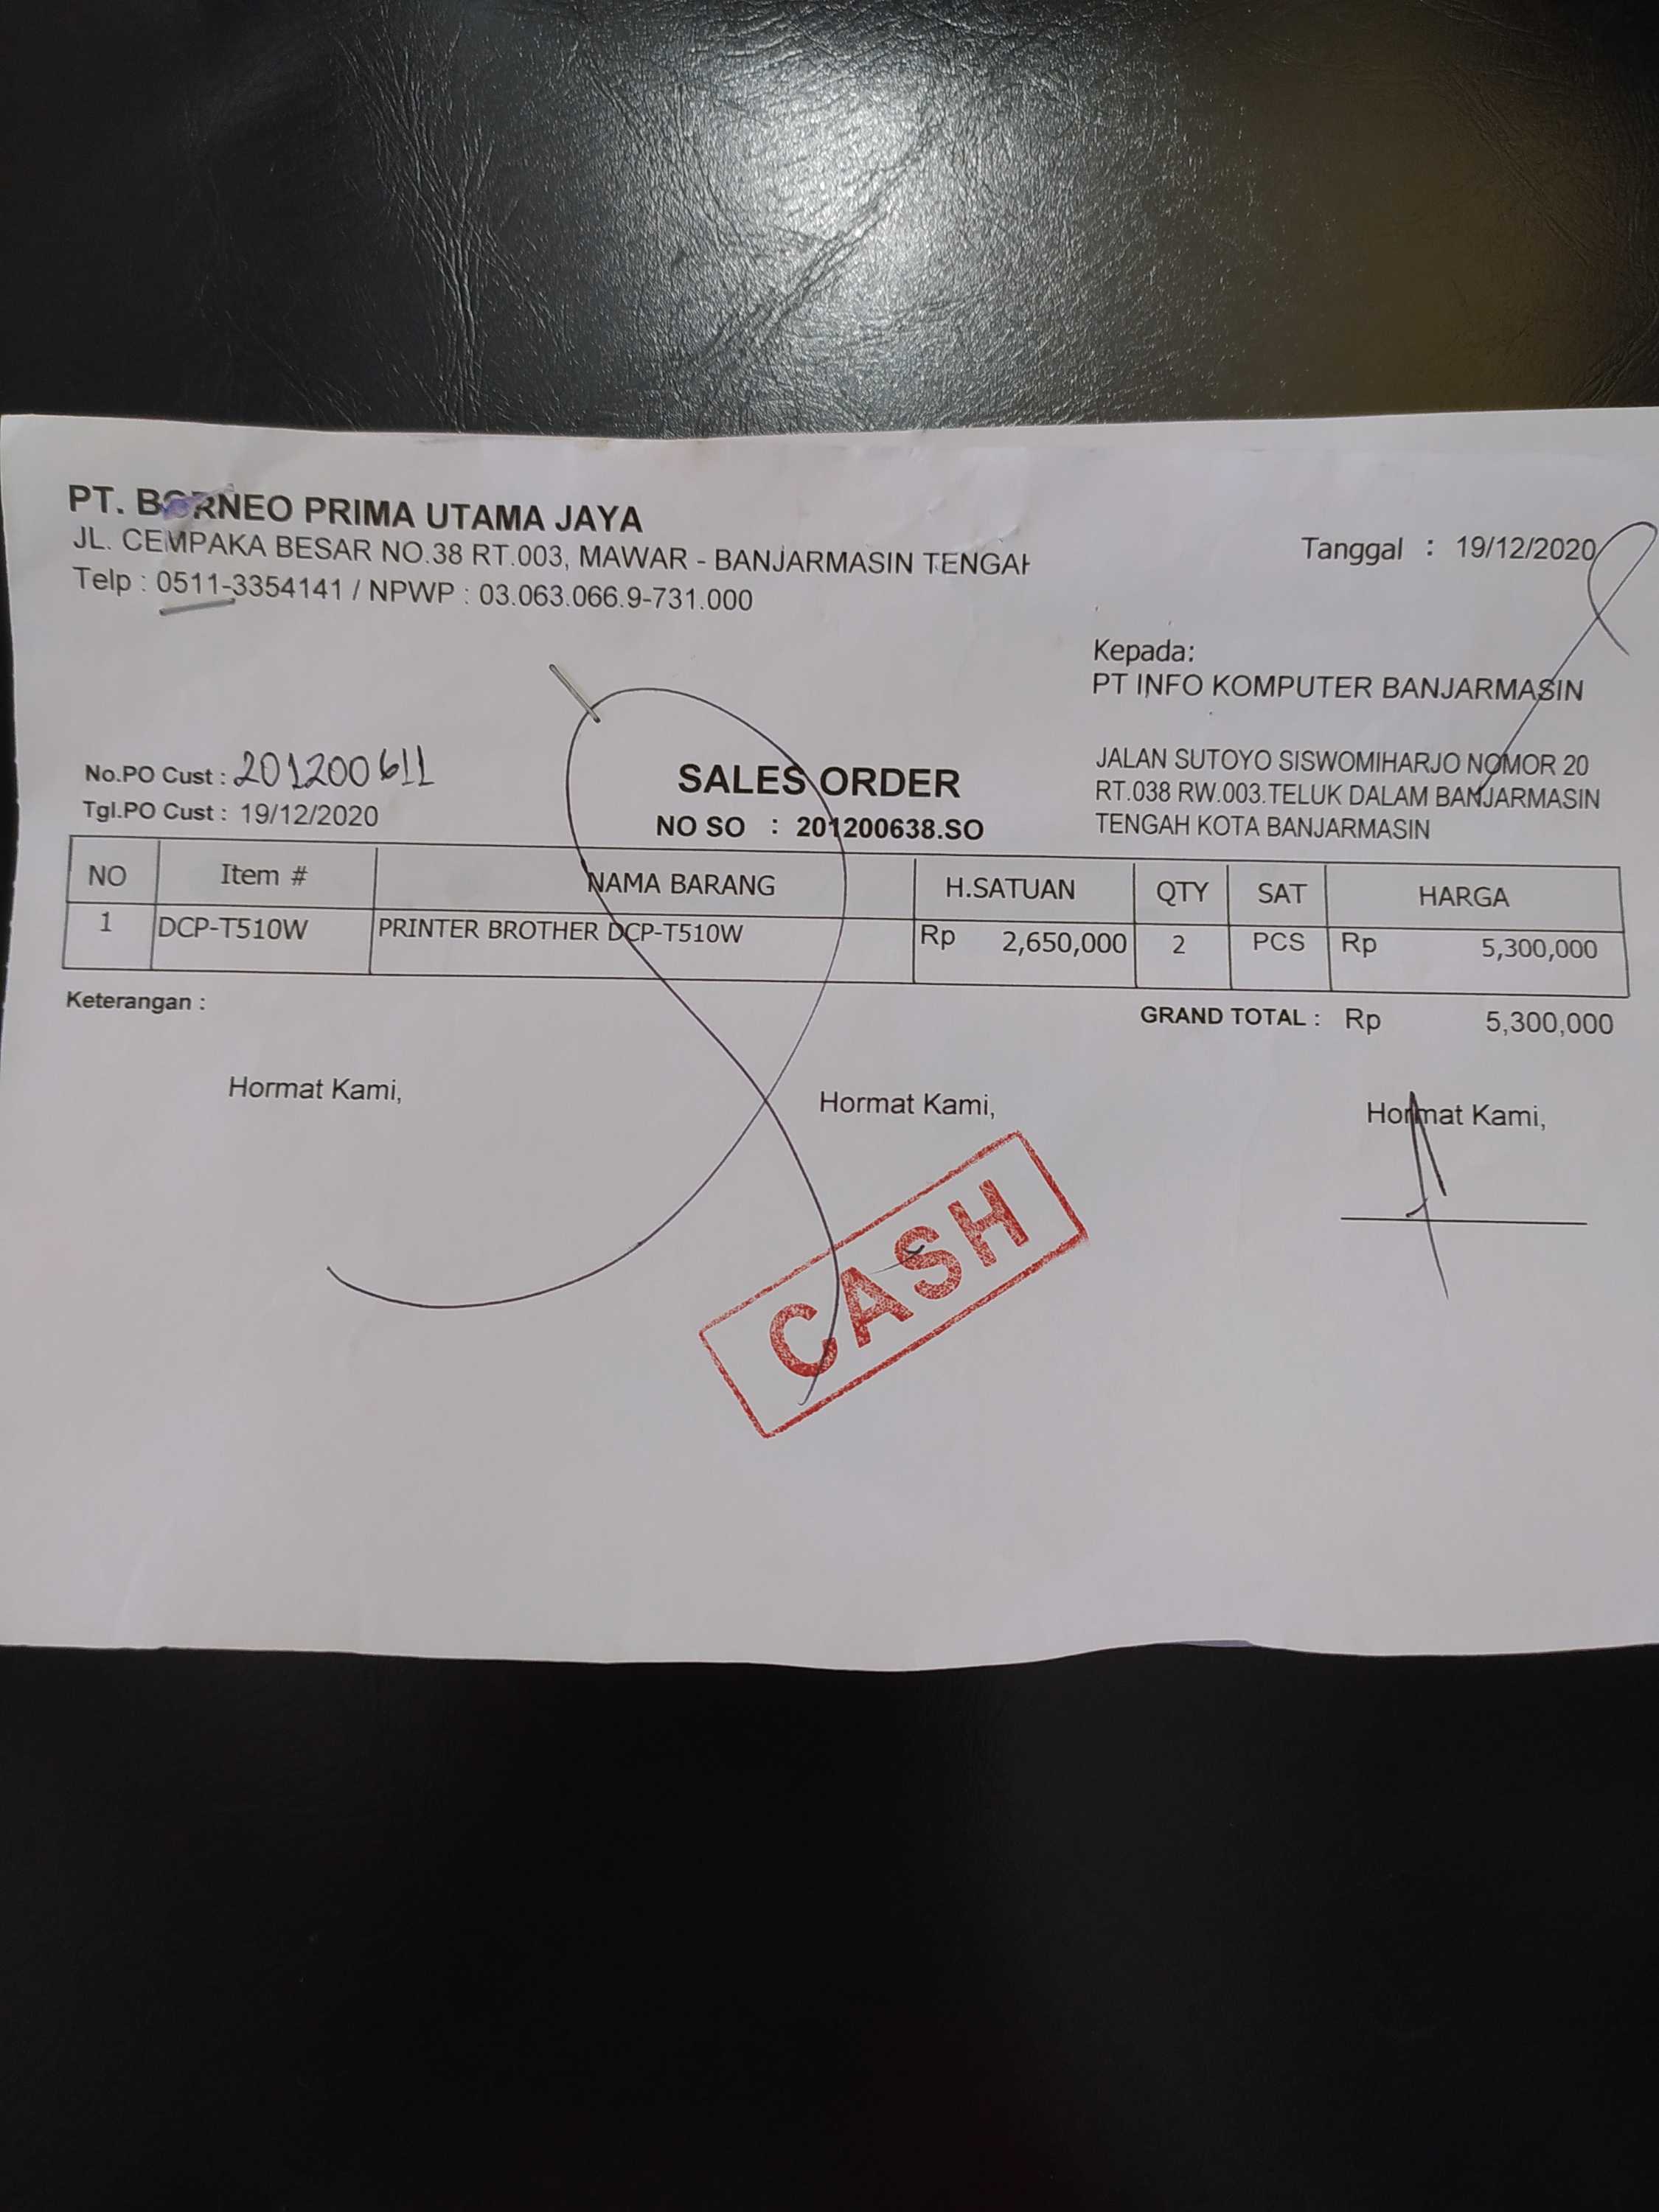 PT. BORNEO PRIMA UTAMA JAYA
JL. CEMPAKA BESAR NO.38 RT.003, MAWAR - BANJARMASIN TENGAH
Telp : 0511-3354141 / NPWP : 03.063.066.9-731.000
Tanggal : 19/12/2020
Kepada:
PT INFO KOMPUTER BANJARMASIN
JALAN SUTOYO SISWOMIHARJO NOMOR 20
RT.038 RW.003.TELUK DALAM BANJARMASIN
TENGAH KOTA BANJARMASIN
No.PO Cust : 201200611
Tgl.PO Cust : 19/12/2020
SALES ORDER
NO SO : 201200638.SO
NO Item # NAMA BARANG H.SATUAN QTY SAT HARGA
1 DCP-T510W PRINTER BROTHER DCP-T510W Rp 2,650,000 2 PCS Rp 5,300,000
Keterangan :
GRAND TOTAL : Rp 5,300,000
Hormat Kami, Hormat Kami, Hormat Kami,
CASH